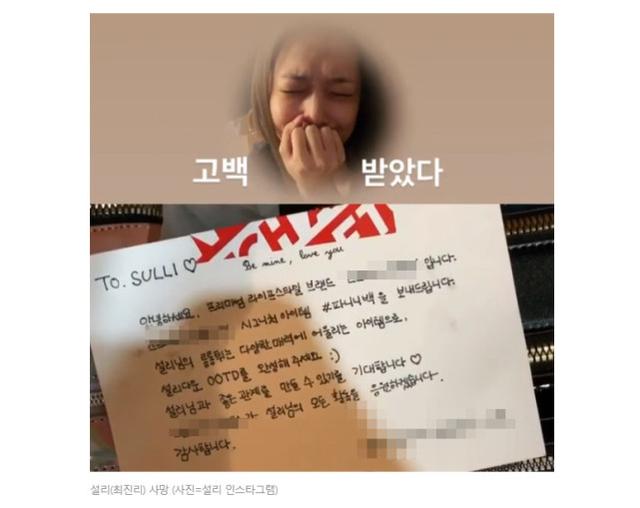 고백 받았다
TO. SULLI♡
Be mine, love you
안녕하세요. 프리미엄 라이프스타일 브랜드 입니다.
시그니처 아이템 #파니니백 을 보내드립니다.
설리님의 통통튀는 다양한 매력에 어울리는 아이템으로,
설리다운 OOTD를 완성해 주세요 :)
설리님과 좋은 관계를 만들 수 있기를 기대합니다♡
가 설리님의 모든 활동을 응원하겠습니다.
감사합니다.
설리(최진리) 사망 (사진=설리 인스타그램)